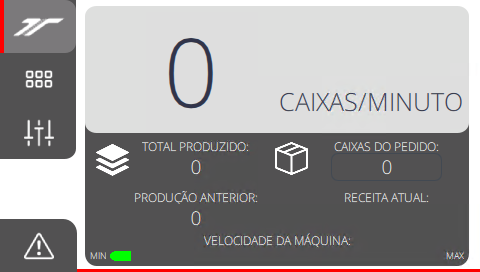 0
CAIXAS/MINUTO
TOTAL PRODUZIDO:
0
CAIXAS DO PEDIDO:
0
PRODUÇÃO ANTERIOR:
0
RECEITA ATUAL:
VELOCIDADE DA MÁQUINA:
MIN
MAX